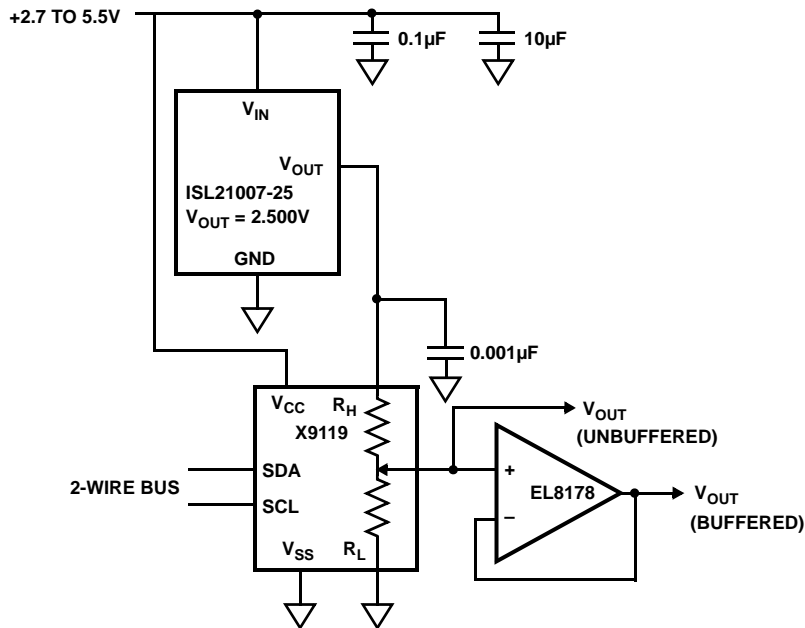 +2.7 TO 5.5V
0.1µF
10µF
VIN
VOUT
ISL21007-25
VOUT = 2.500V
GND
0.001µF
VCC
RH
X9119
VOUT
(UNBUFFERED)
2-WIRE BUS
SDA
SCL
+
EL8178
–
VOUT
(BUFFERED)
VSS
RL